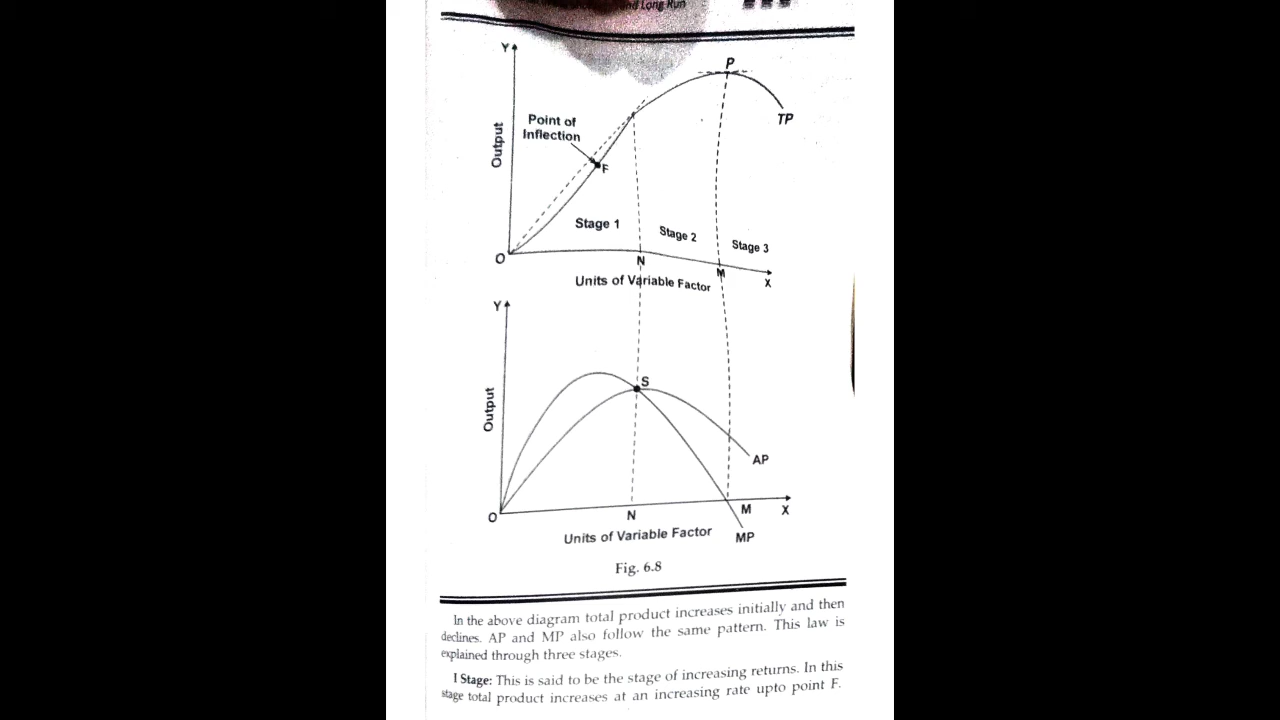 and Long Run
Y
P
TP
Point of
Inflection
F
Output
Stage 1
Stage 2
Stage 3
O
N
M
X
Units of Variable Factor
Y
S
Output
AP
O
N
M
X
Units of Variable Factor
MP
Fig. 6.8
In the above diagram total product increases initially and then
declines. AP and MP also follow the same pattern. This law is
explained through three stages.
I Stage: This is said to be the stage of increasing returns. In this
stage total product increases at an increasing rate upto point F.